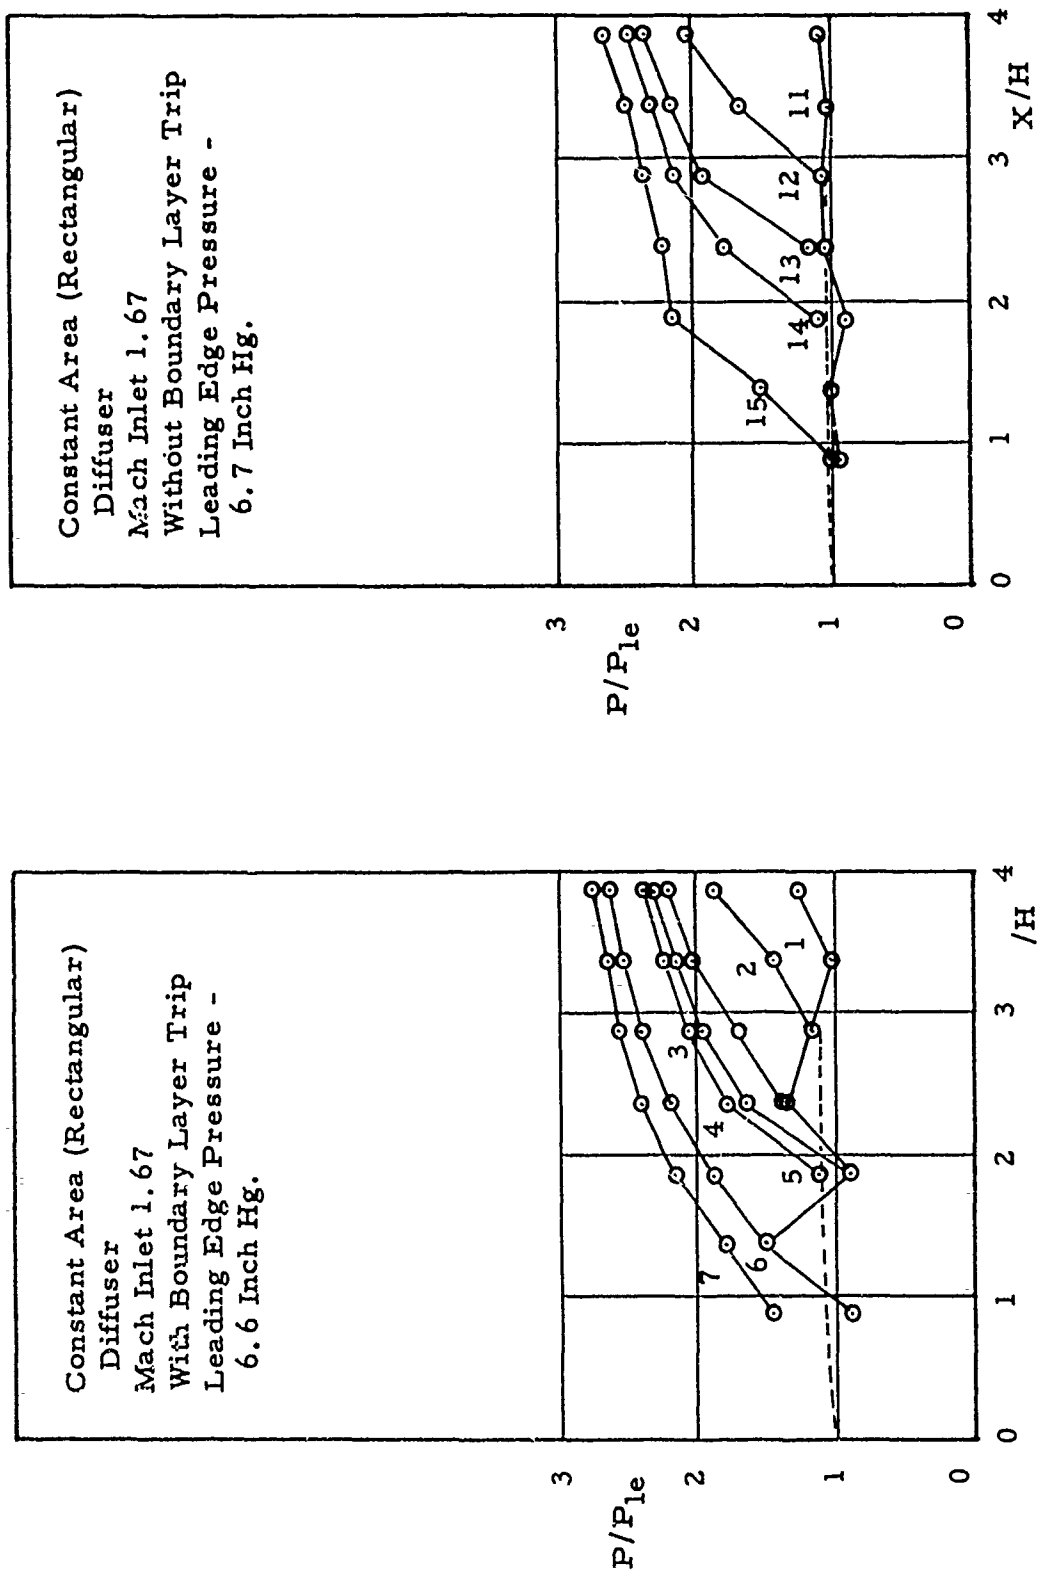 Constant Area (Rectangular)
Diffuser
Mach Inlet 1.67
With Boundary Layer Trip
Leading Edge Pressure -
6.6 Inch Hg.
P/P1e
3
2
1
0
0
1
2
3
4
/H
7
6
5
4
3
2
1
Constant Area (Rectangular)
Diffuser
Mach Inlet 1.67
Without Boundary Layer Trip
Leading Edge Pressure -
6.7 Inch Hg.
P/P1e
3
2
1
0
0
1
2
3
4
X/H
15
14
13
12
11